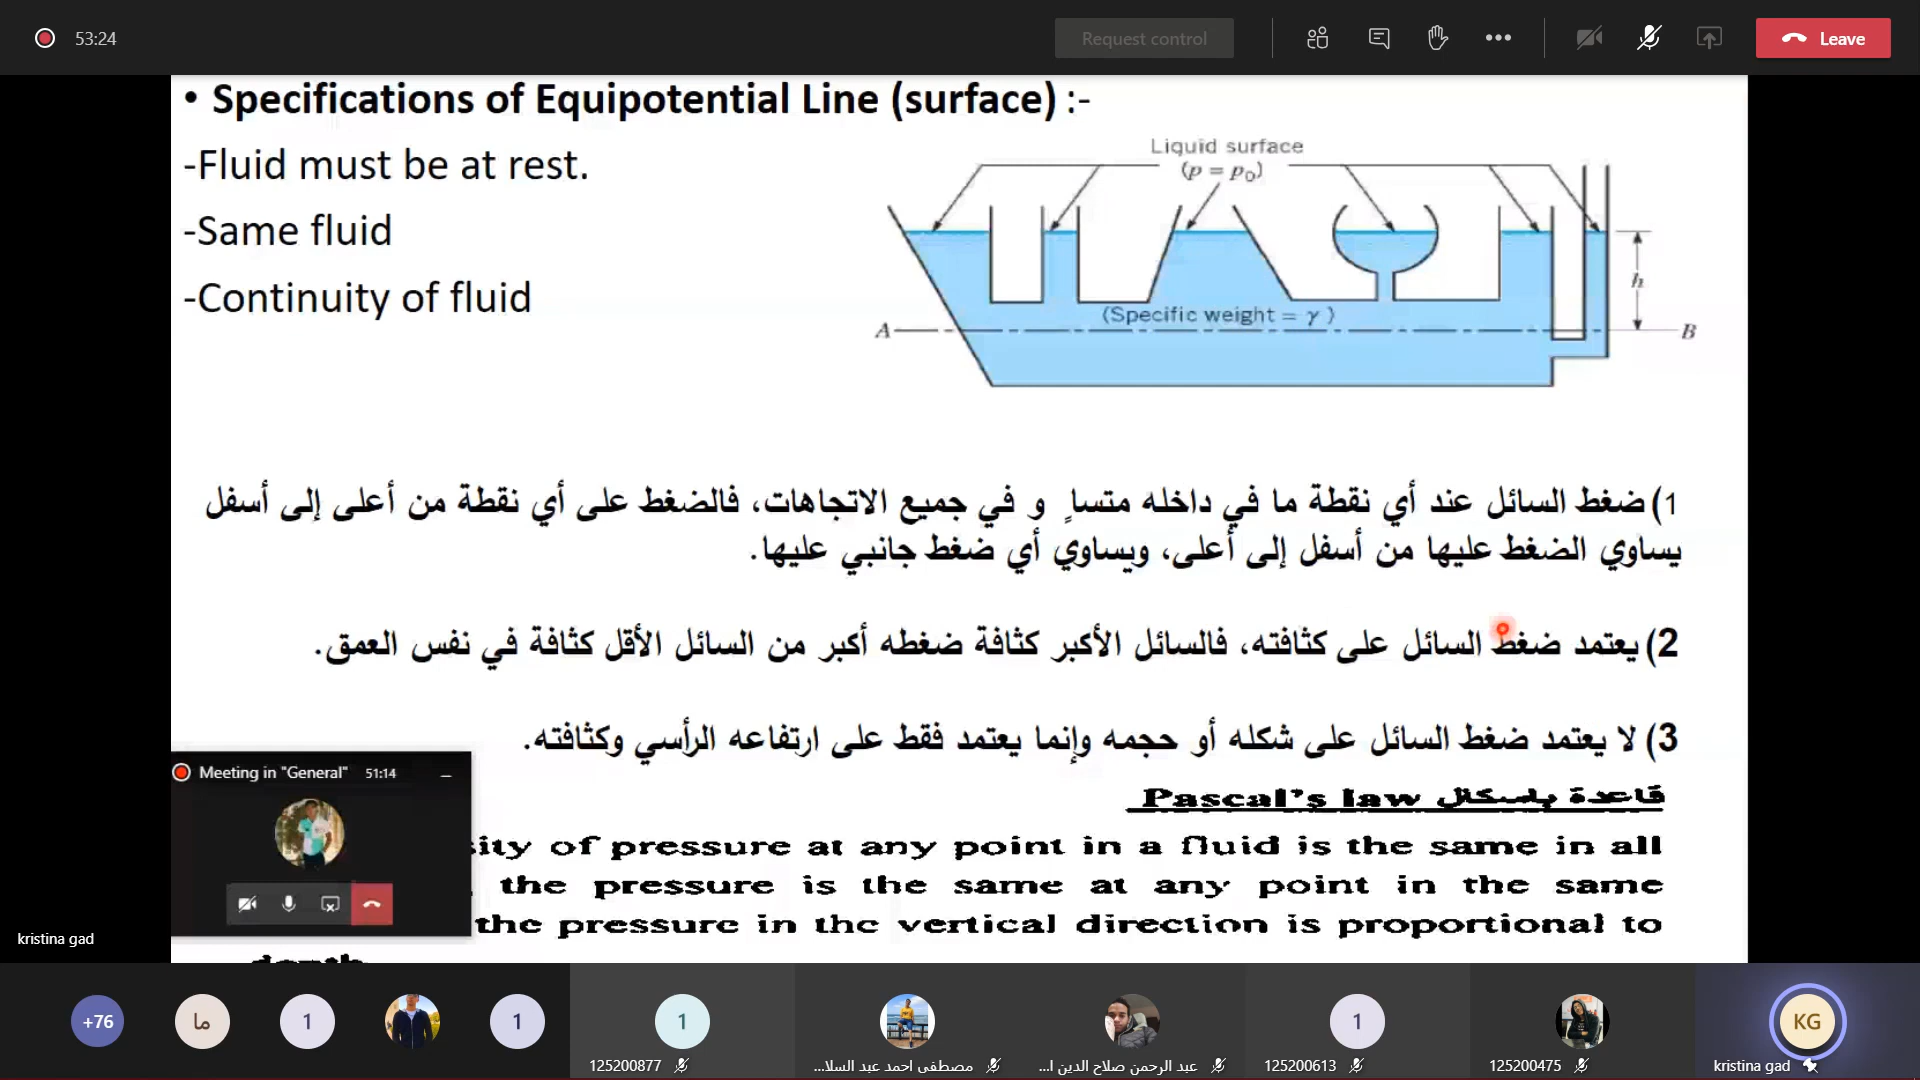 53:24
Request control
Leave
• Specifications of Equipotential Line (surface) :-
-Fluid must be at rest.
-Same fluid
-Continuity of fluid
Liquid surface
(p = p0)
h
(Specific weight = γ )
A
B
1) ضغط السائل عند أي نقطة ما في داخله متساٍ و في جميع الاتجاهات، فالضغط على أي نقطة من أعلى إلى أسفل
يساوي الضغط عليها من أسفل إلى أعلى، ويساوي أي ضغط جانبي عليها.
2) يعتمد ضغط السائل على كثافته، فالسائل الأكبر كثافة ضغطه أكبر من السائل الأقل كثافة في نفس العمق.
3) لا يعتمد ضغط السائل على شكله أو حجمه وإنما يعتمد فقط على ارتفاعه الرأسي وكثافته.
Pascal's law قاعدة باسكال
sity of pressure at any point in a fluid is the same in all
the pressure is the same at any point in the same
the pressure in the vertical direction is proportional to
depth
Meeting in "General" 51:14
kristina gad
+76
ما
1
1
1
125200877
مصطفى احمد عبد السلا...
عبد الرحمن صلاح الدين ا...
1
125200613
125200475
KG
kristina gad